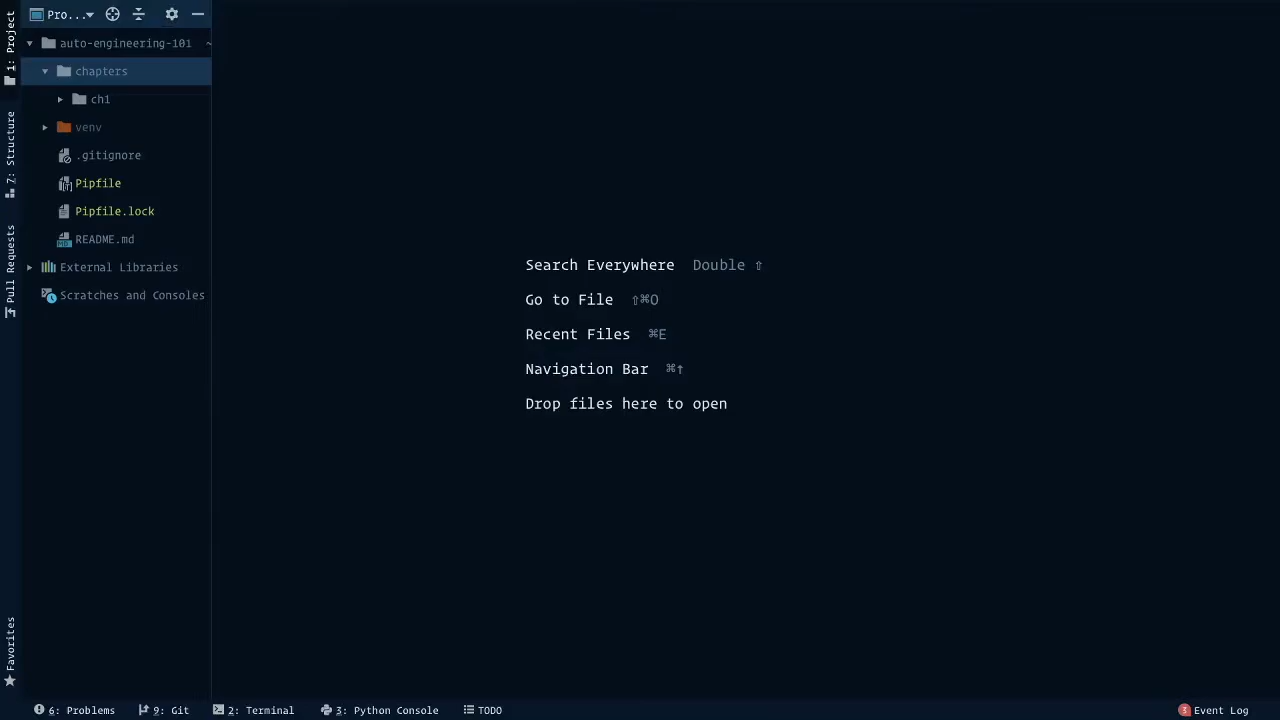 Pro...
1: Project
auto-engineering-101 ~
chapters
ch1
venv
7: Structure
.gitignore
Pipfile
Pipfile.lock
README.md
Pull Requests
External Libraries
Scratches and Consoles
Search Everywhere Double ⇧
Go to File ⇧⌘O
Recent Files ⌘E
Navigation Bar ⌘↑
Drop files here to open
Favorites
6: Problems 9: Git 2: Terminal 3: Python Console TODO 3 Event Log